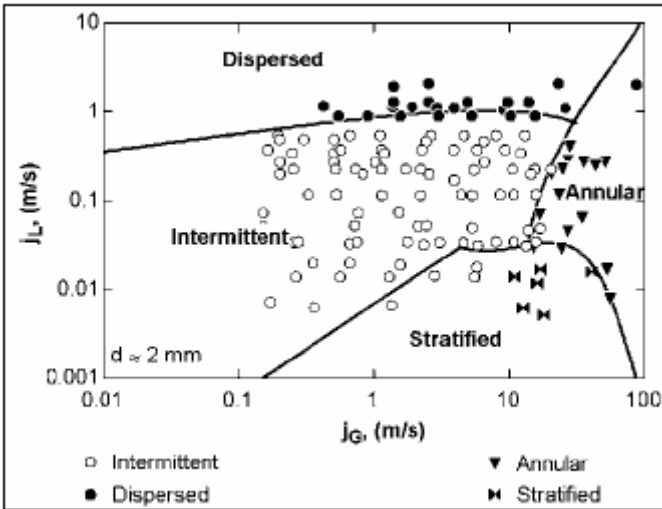 Dispersed
Intermittent
Annular
Stratified
d ≈ 2 mm
10
1
0.1
0.01
0.001
jL, (m/s)
0.01 0.1 1 10 100
jG, (m/s)
Intermittent Annular
Dispersed Stratified